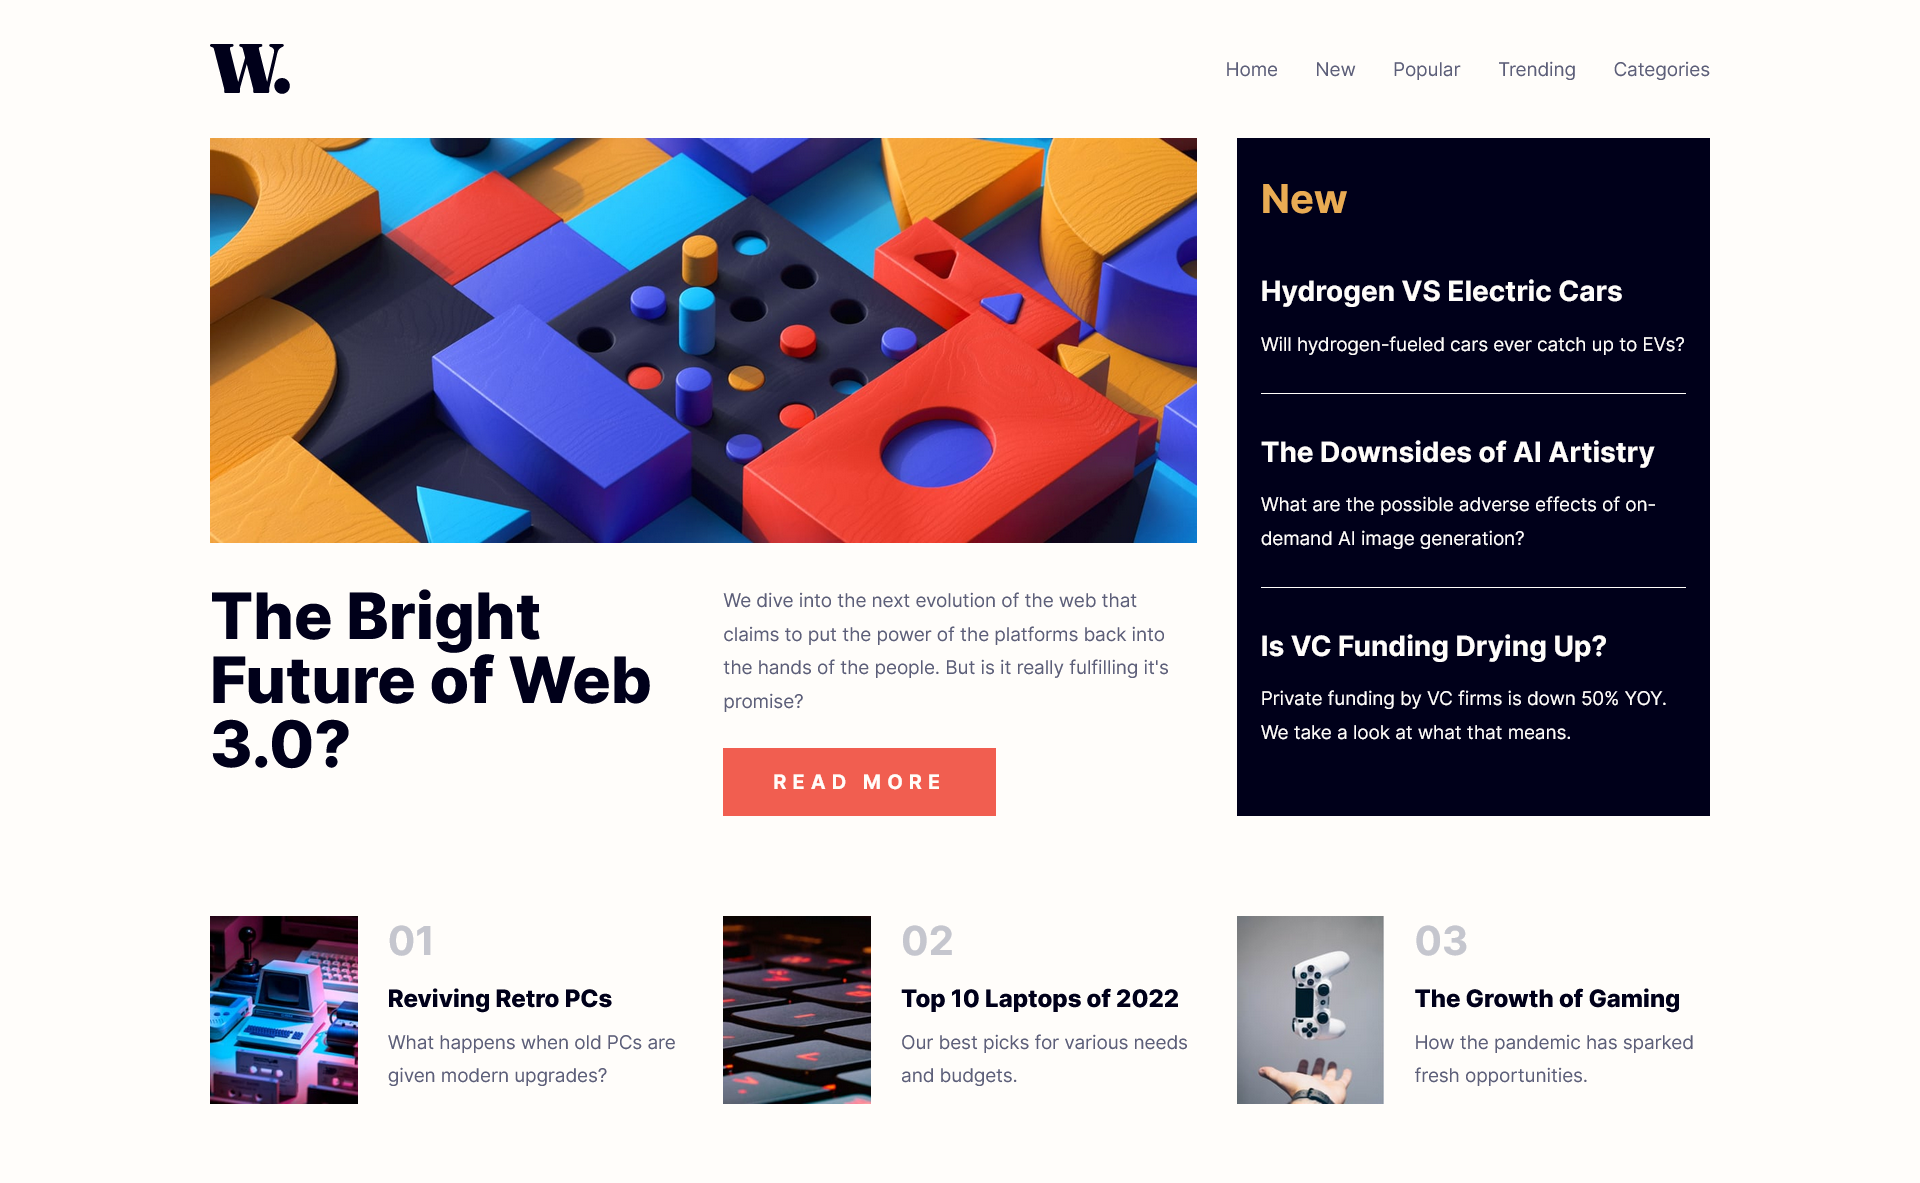 W.
Home New Popular Trending Categories
The Bright
Future of Web
3.0?
We dive into the next evolution of the web that
claims to put the power of the platforms back into
the hands of the people. But is it really fulfilling it's
promise?
READ MORE
New
Hydrogen VS Electric Cars
Will hydrogen-fueled cars ever catch up to EVs?
The Downsides of AI Artistry
What are the possible adverse effects of on-
demand AI image generation?
Is VC Funding Drying Up?
Private funding by VC firms is down 50% YOY.
We take a look at what that means.
01
Reviving Retro PCs
What happens when old PCs are
given modern upgrades?
02
Top 10 Laptops of 2022
Our best picks for various needs
and budgets.
03
The Growth of Gaming
How the pandemic has sparked
fresh opportunities.